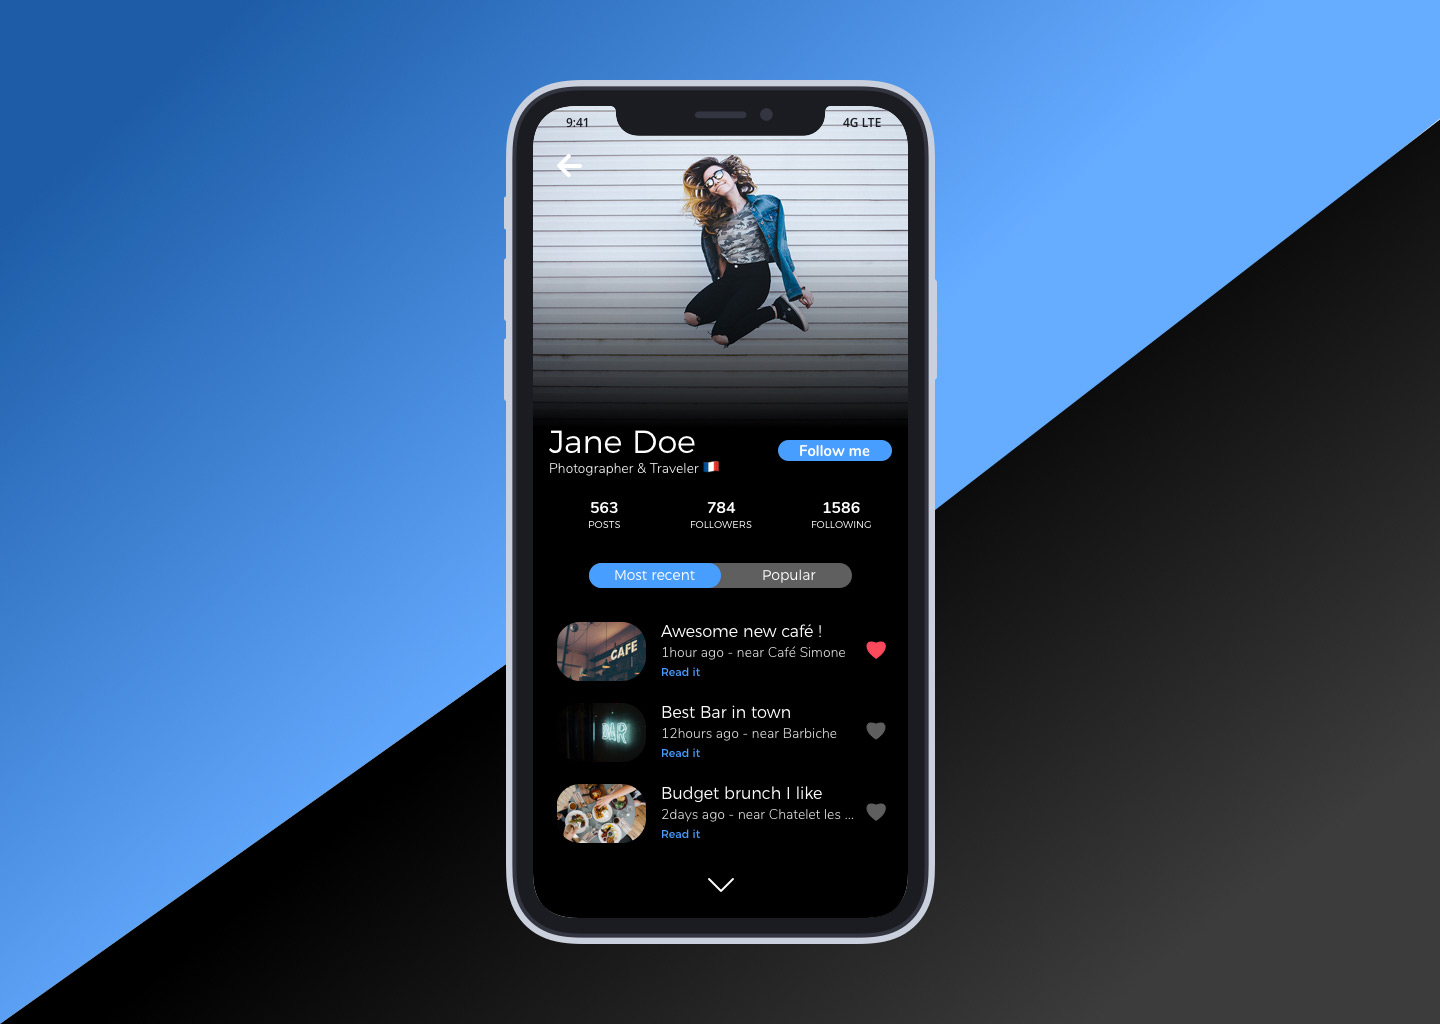 9:41
4G LTE
Jane Doe
Follow me
Photographer & Traveler
563
784
1586
POSTS
FOLLOWERS
FOLLOWING
Most recent
Popular
CAFE
Awesome new café !
1hour ago - near Café Simone
Read it
BAR
Best Bar in town
12hours ago - near Barbiche
Read it
Budget brunch I like
2days ago - near Chatelet les ...
Read it